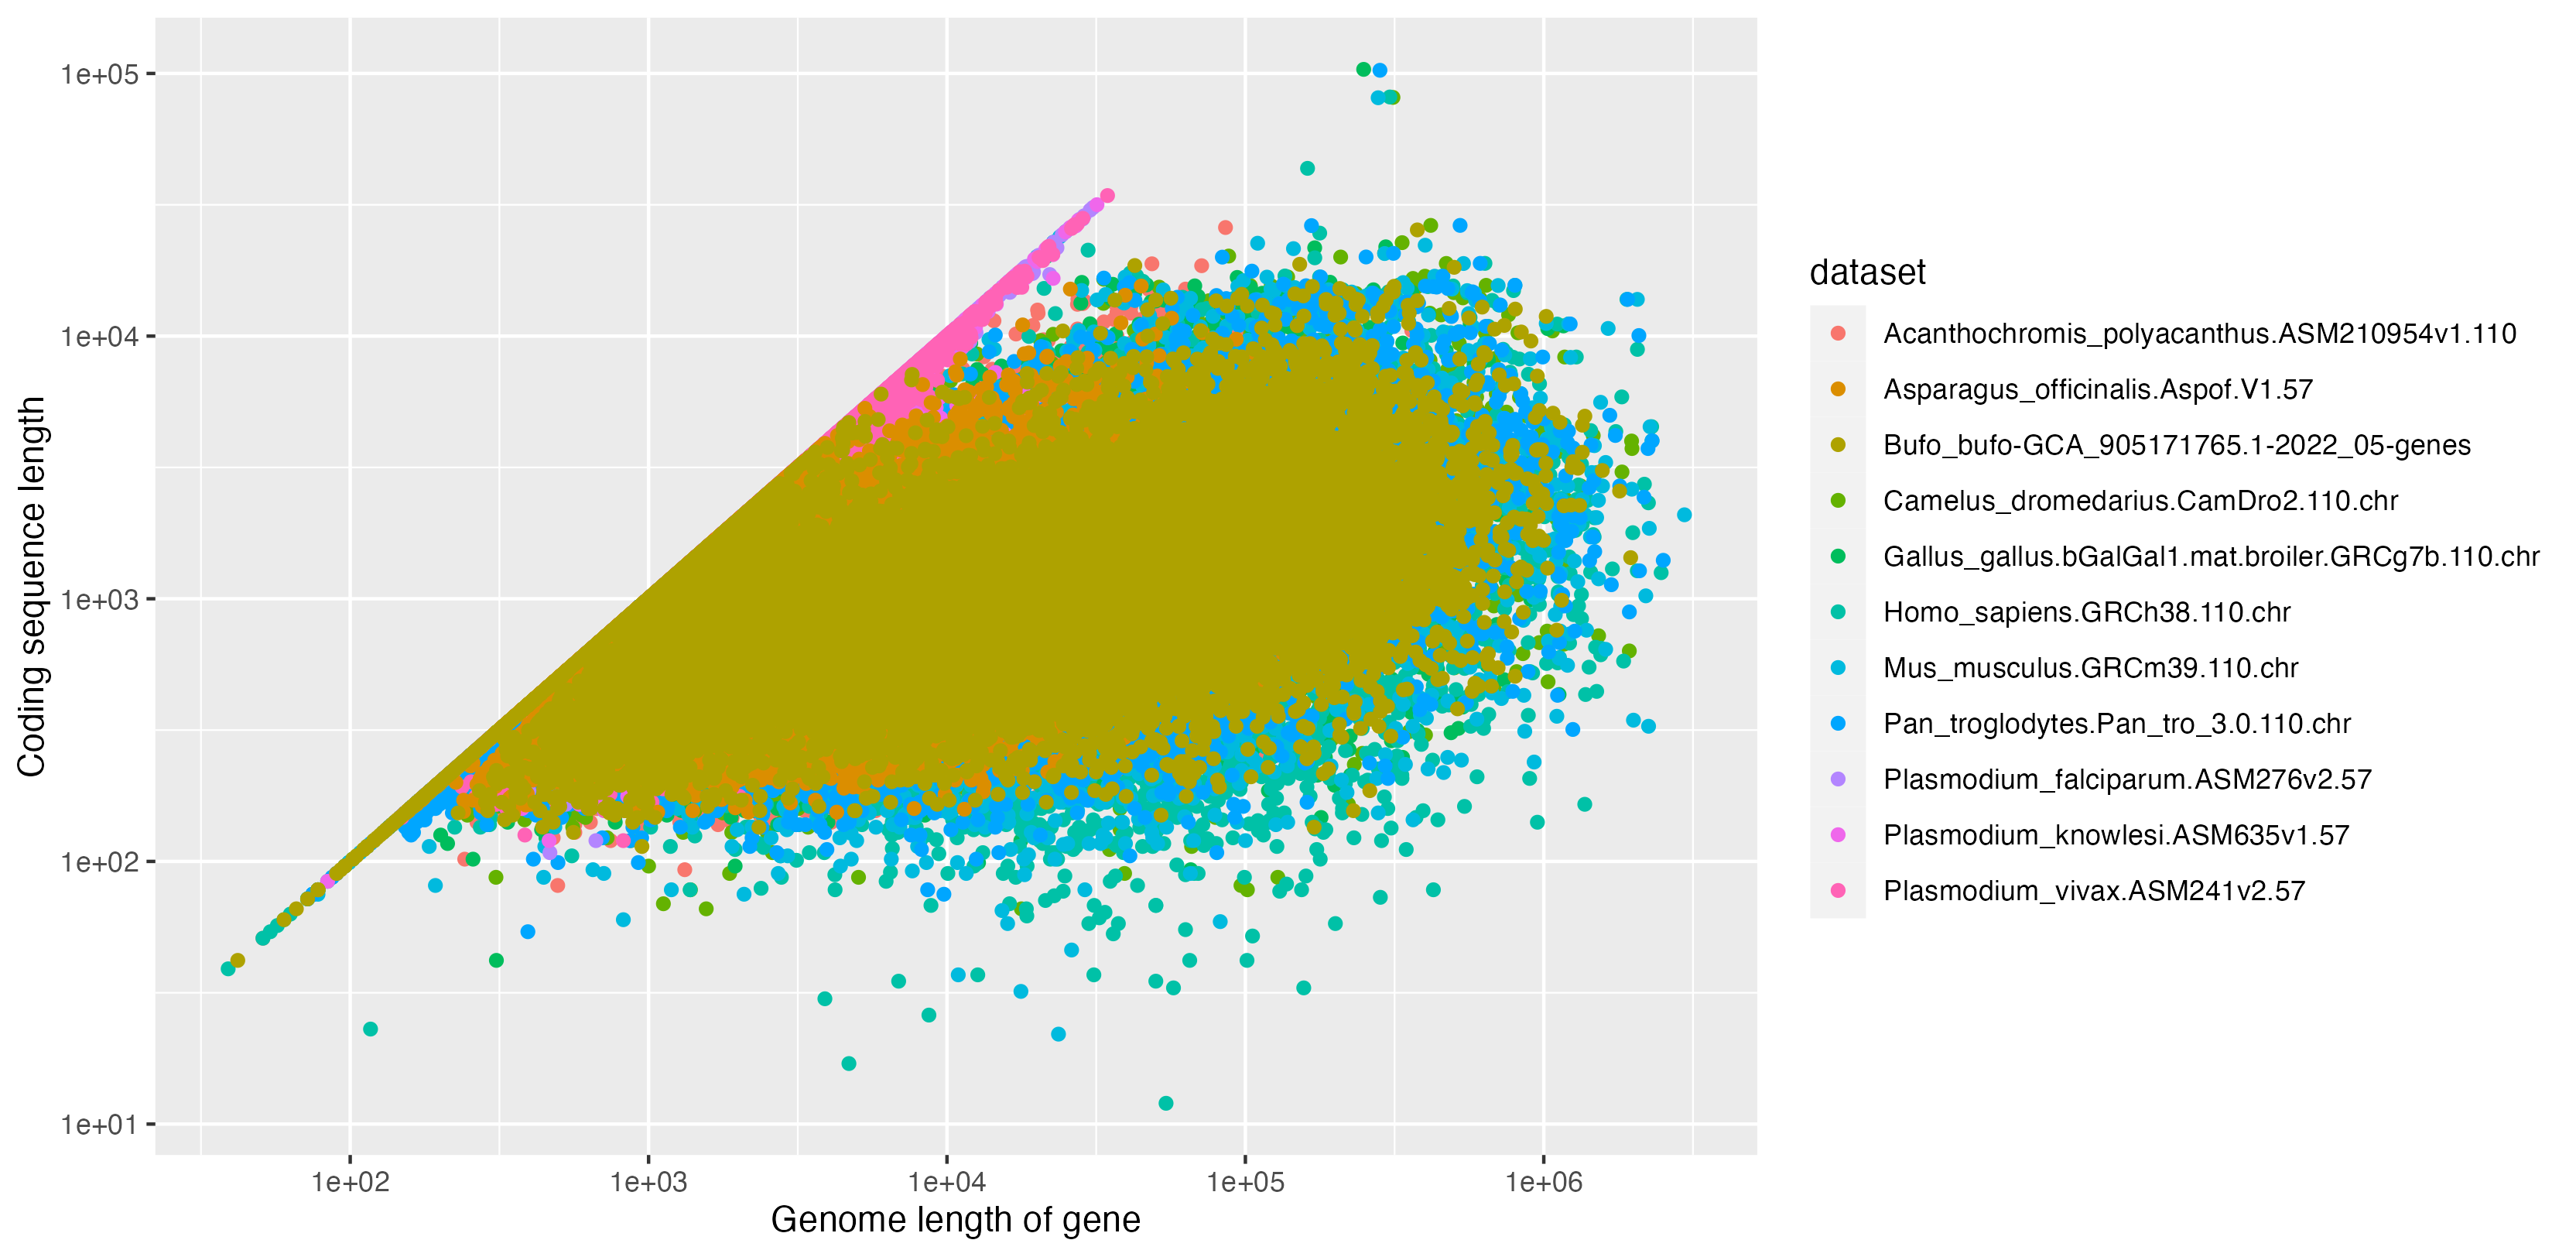 1e+05
1e+04
1e+03
1e+02
1e+01
Coding sequence length
1e+02 1e+03 1e+04 1e+05 1e+06
Genome length of gene
dataset
Acanthochromis_polyacanthus.ASM210954v1.110
Asparagus_officinalis.Aspof.V1.57
Bufo_bufo-GCA_905171765.1-2022_05-genes
Camelus_dromedarius.CamDro2.110.chr
Gallus_gallus.bGalGal1.mat.broiler.GRCg7b.110.chr
Homo_sapiens.GRCh38.110.chr
Mus_musculus.GRCm39.110.chr
Pan_troglodytes.Pan_tro_3.0.110.chr
Plasmodium_falciparum.ASM276v2.57
Plasmodium_knowlesi.ASM635v1.57
Plasmodium_vivax.ASM241v2.57